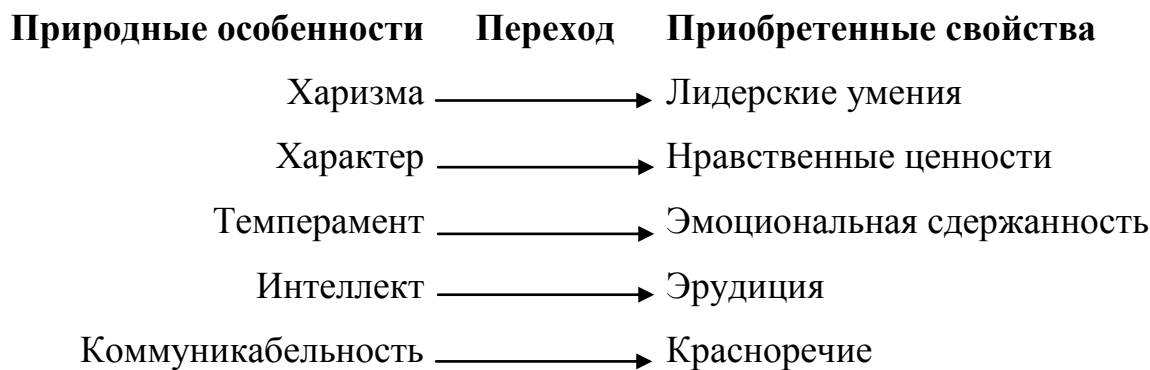 Природные особенности Переход Приобретенные свойства
Харизма Лидерские умения
Характер Нравственные ценности
Темперамент Эмоциональная сдержанность
Интеллект Эрудиция
Коммуникабельность Красноречие